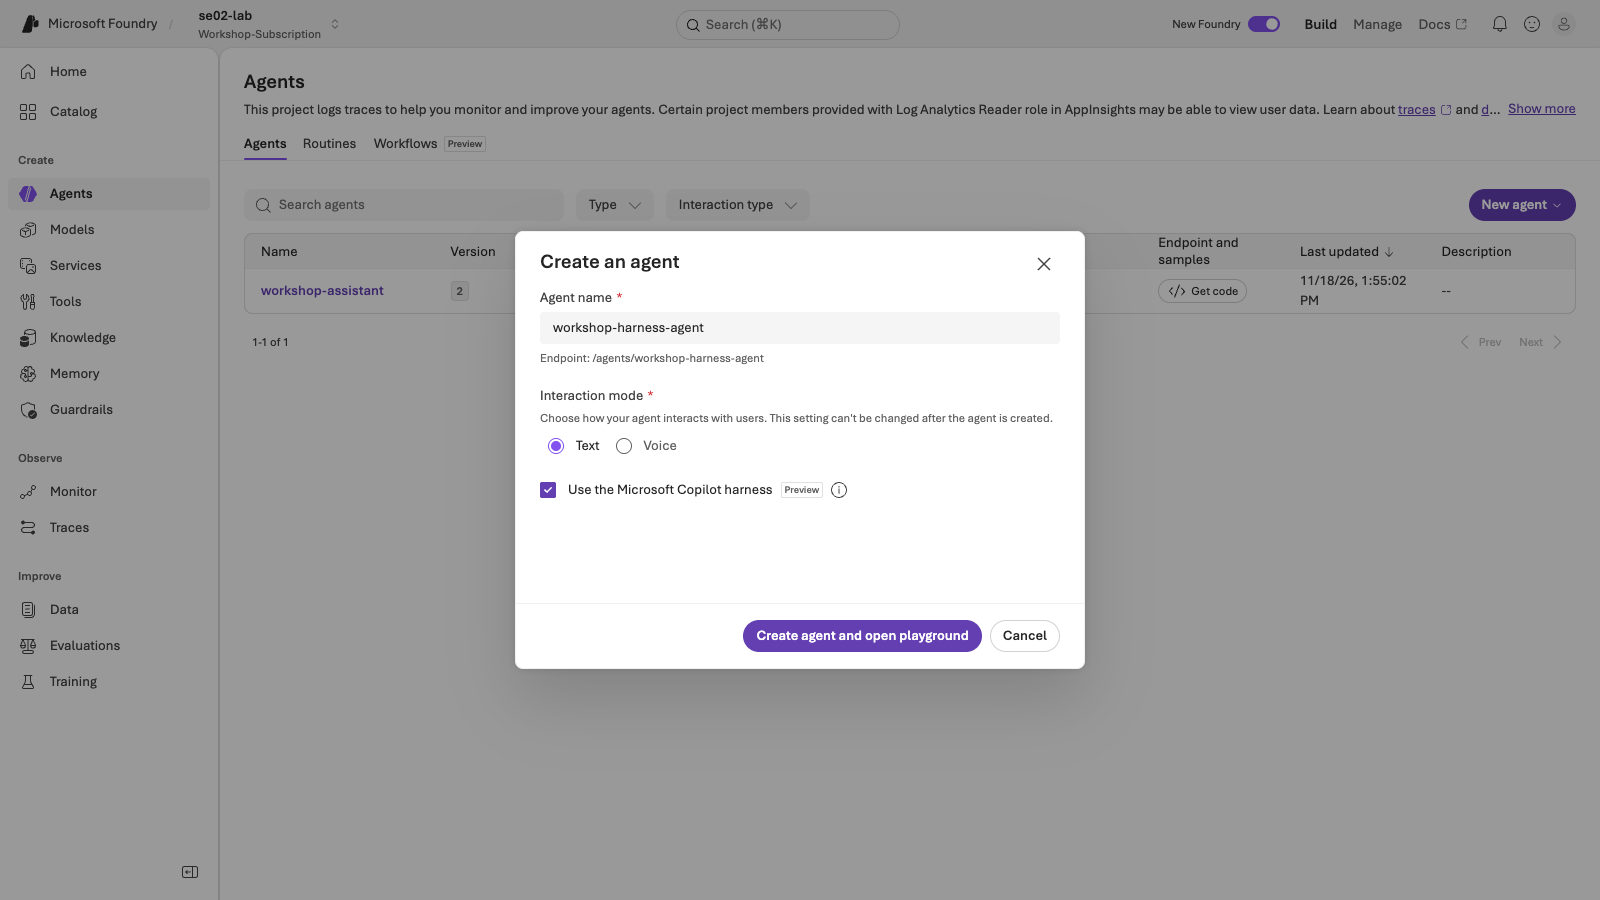 Microsoft Foundry
/
se02-lab
Workshop-Subscription
Search (⌘K)
New Foundry
Build
Manage
Docs
Home
Catalog
Create
Agents
Models
Services
Tools
Knowledge
Memory
Guardrails
Observe
Monitor
Traces
Improve
Data
Evaluations
Training
Agents
This project logs traces to help you monitor and improve your agents. Certain project members provided with Log Analytics Reader role in AppInsights may be able to view user data. Learn about traces and d... Show more
Agents
Routines
Workflows Preview
Search agents
Type
Interaction type
New agent
Name
Version
Endpoint and
samples
Last updated
Description
workshop-assistant
2
Get code
11/18/26, 1:55:02
PM
--
1-1 of 1
Prev
Next
Create an agent
Agent name *
workshop-harness-agent
Endpoint: /agents/workshop-harness-agent
Interaction mode *
Choose how your agent interacts with users. This setting can't be changed after the agent is created.
Text
Voice
Use the Microsoft Copilot harness Preview
Create agent and open playground
Cancel